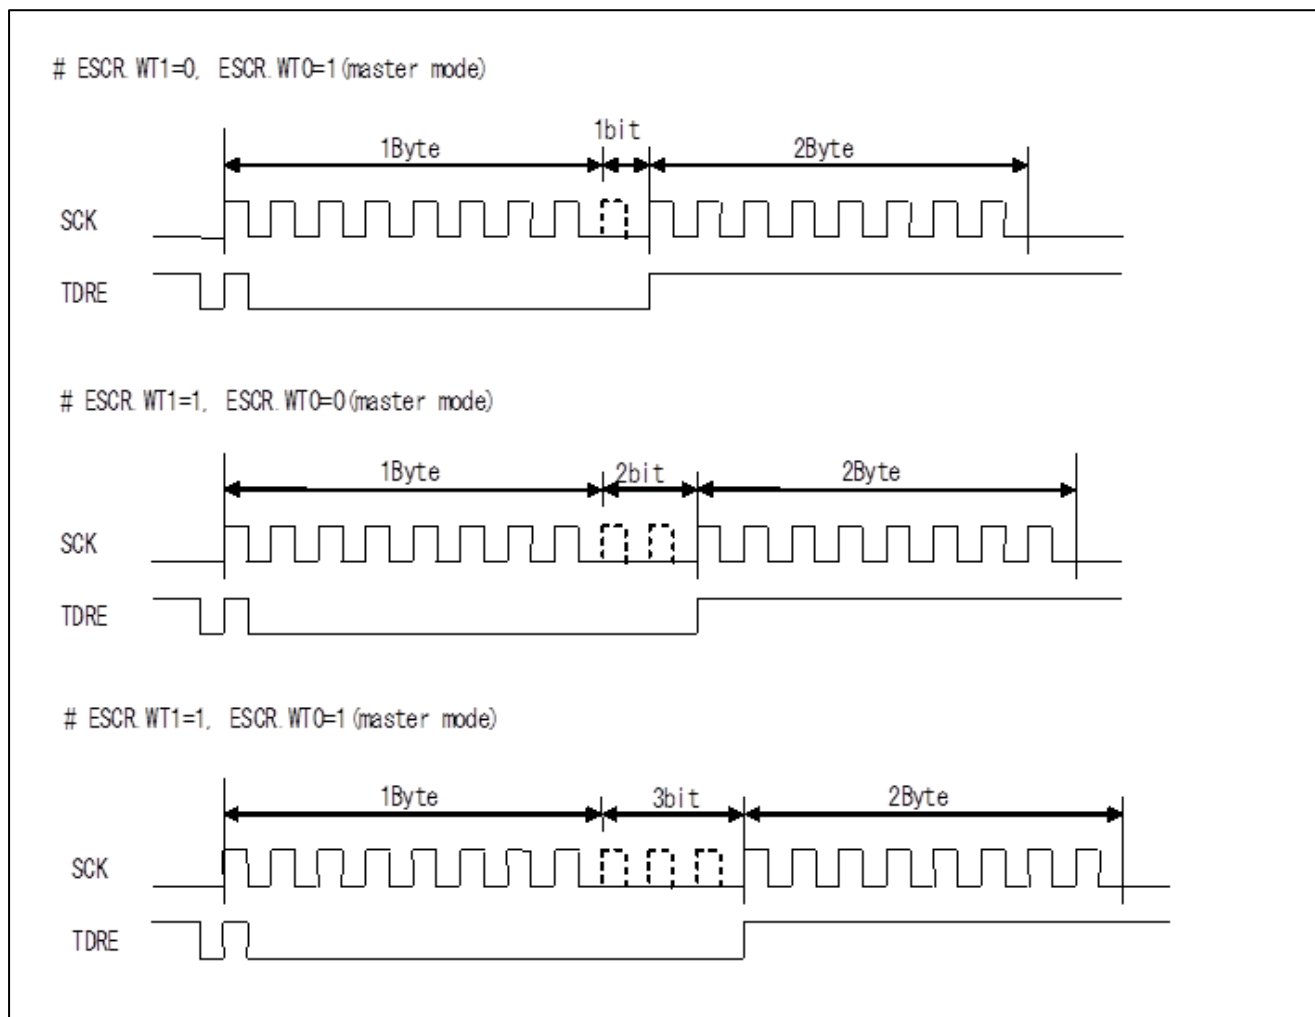 # ESCR.WT1=0, ESCR.WT0=1(master mode)
1Byte 1bit 2Byte
SCK
TDRE
# ESCR.WT1=1, ESCR.WT0=0(master mode)
1Byte 2bit 2Byte
SCK
TDRE
# ESCR.WT1=1, ESCR.WT0=1(master mode)
1Byte 3bit 2Byte
SCK
TDRE